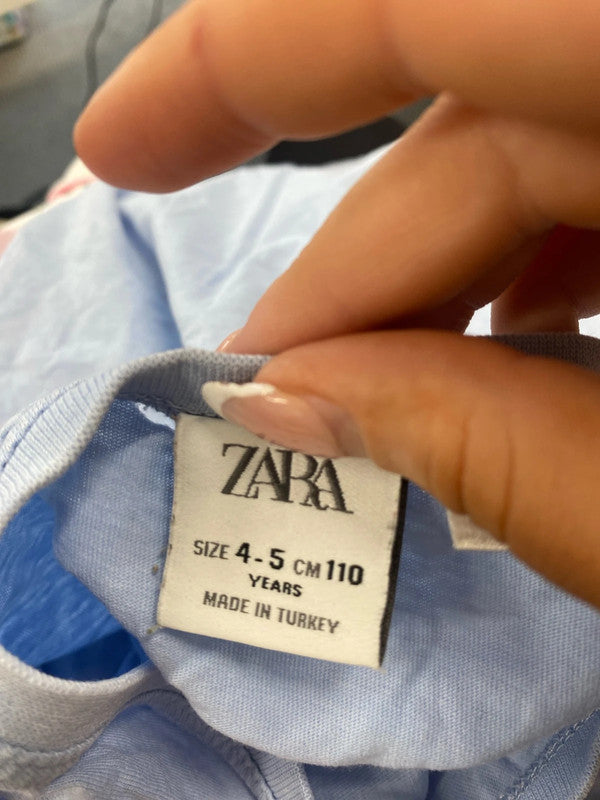 ZARA
SIZE 4-5 CM 110
YEARS
MADE IN TURKEY